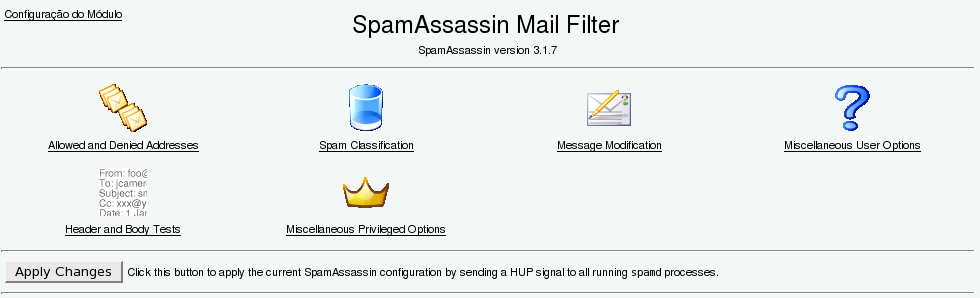 Configuração do Módulo
SpamAssassin Mail Filter
SpamAssassin version 3.1.7
Allowed and Denied Addresses
Spam Classification
Message Modification
Miscellaneous User Options
From: foo@
To: jcamer
Subject: sm
Cc: xxx@y
Date: 1 Jan
Header and Body Tests
Miscellaneous Privileged Options
Apply Changes Click this button to apply the current SpamAssassin configuration by sending a HUP signal to all running spamd processes.